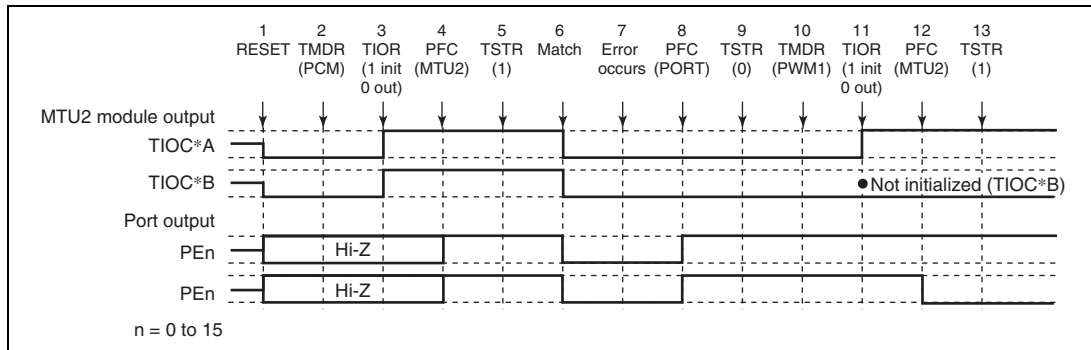 1 2 3 4 5 6 7 8 9 10 11 12 13
RESET TMDR TIOR PFC TSTR Match Error PFC TSTR TMDR TIOR PFC TSTR
(PCM) (1 init (MTU2) (1) occurs (PORT) (0) (PWM1) (1 init (MTU2) (1)
0 out) 0 out)
MTU2 module output
TIOC*A
TIOC*B
●Not initialized (TIOC*B)
Port output
PEn
Hi-Z
PEn
Hi-Z
n = 0 to 15